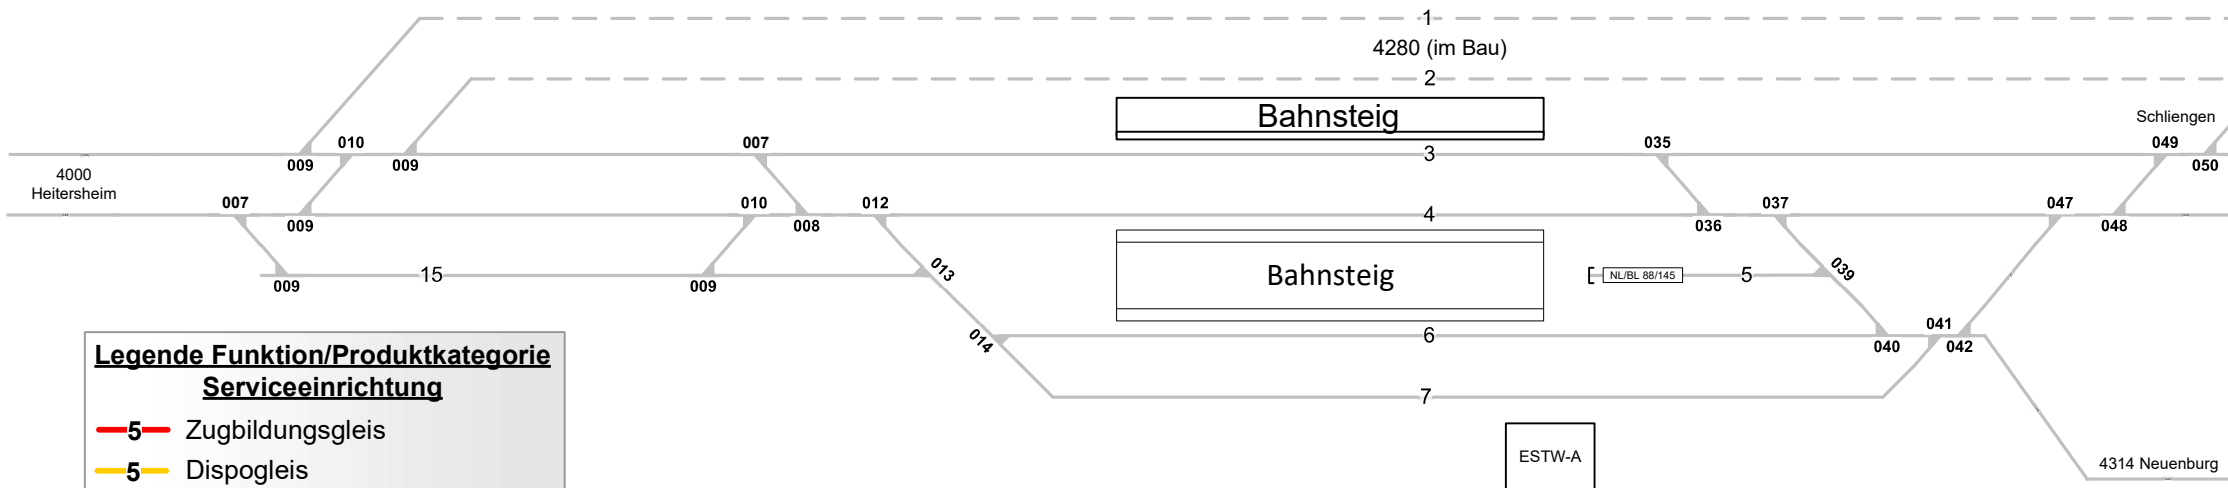 1
4280 (im Bau)
2
Bahnsteig
Schliengen
010
007
035
049
009
009
3
050
4000
Heitersheim
007
010
012
037
047
009
008
4
036
048
013
Bahnsteig
039
15
NL/BL 88/145
5
009
009
041
014
6
040
042
7
Legende Funktion/Produktkategorie
Serviceeinrichtung
5 Zugbildungsgleis
5 Dispogleis
ESTW-A
4314 Neuenburg